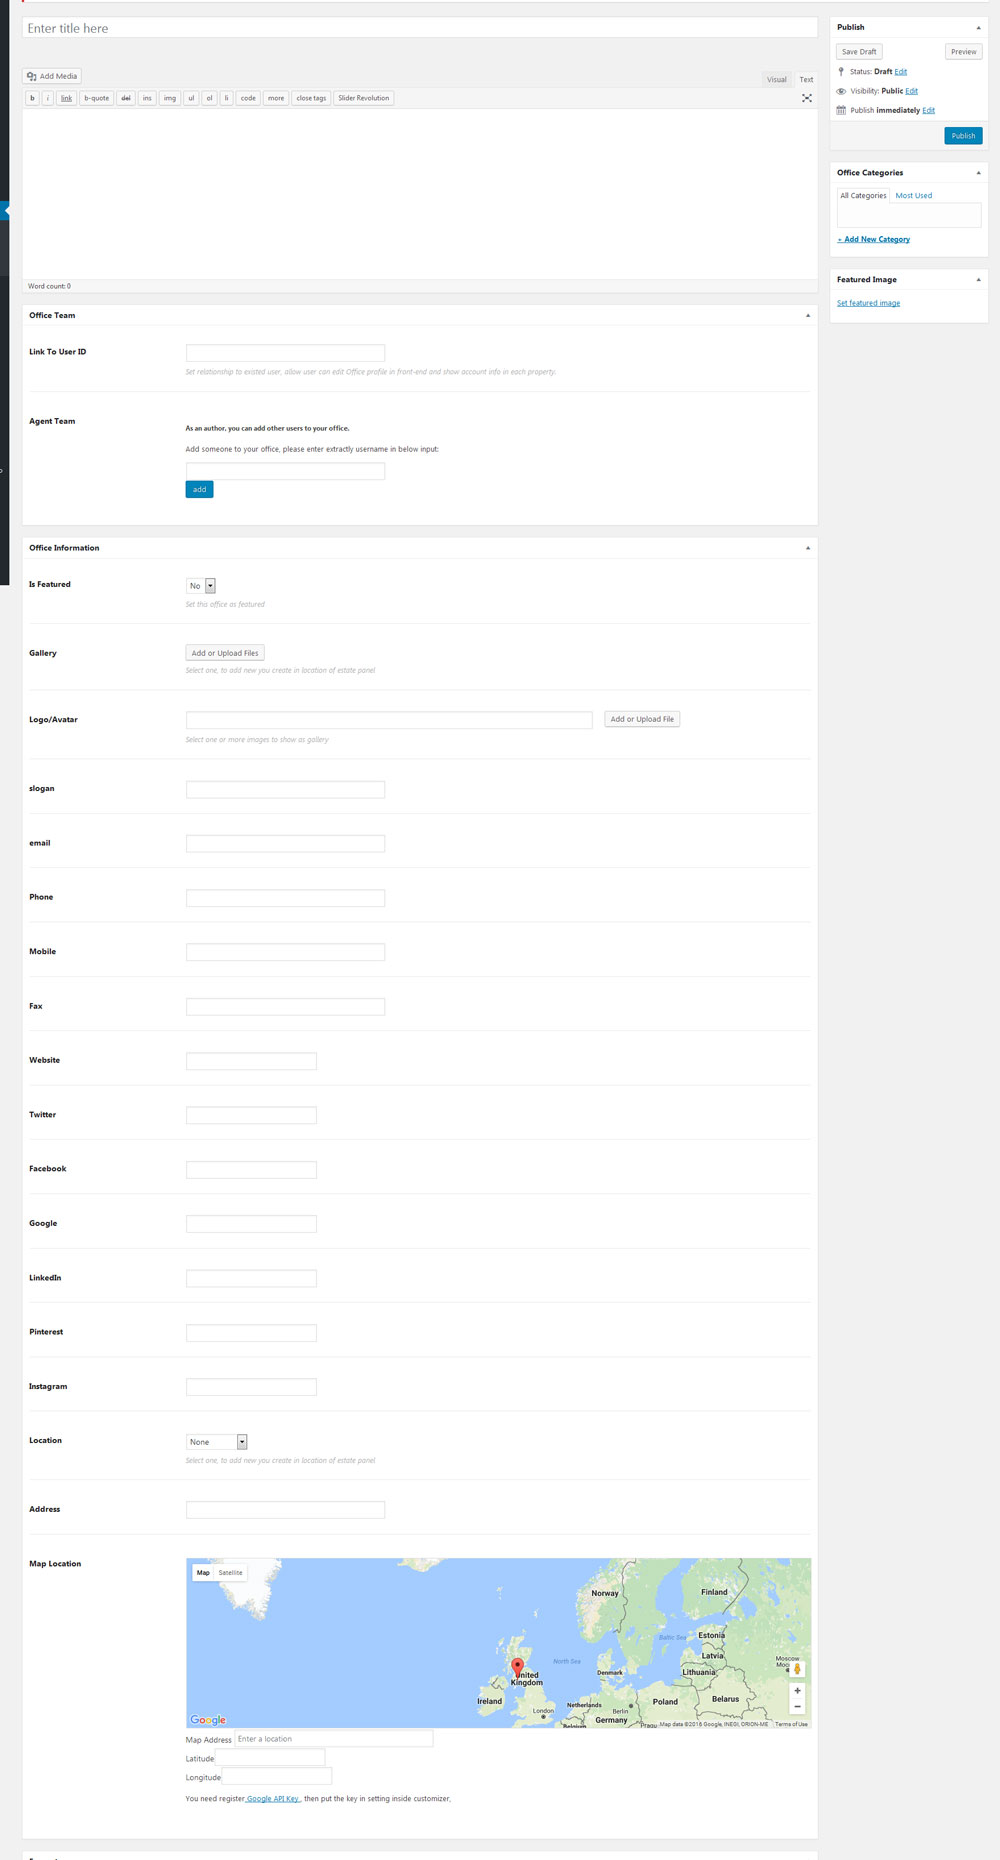 Enter title here
Add Media
Visual Text
b i link b-quote del ins img ul ol li code more close tags Slider Revolution
Word count: 0
Office Team
Link To User ID
Set relationship to existed user, allow user can edit Office profile in front-end and show account info in each property.
Agent Team
As an author, you can add other users to your office.
Add someone to your office, please enter extractly username in below input:
add
Office Information
Is Featured
No
Set this office as featured
Gallery
Add or Upload Files
Select one, to add new you create in location of estate panel
Logo/Avatar
Add or Upload File
Select one or more images to show as gallery
slogan
email
Phone
Mobile
Fax
Website
Twitter
Facebook
Google
LinkedIn
Pinterest
Instagram
Location
None
Select one, to add new you create in location of estate panel
Address
Map Location
Map Satellite
Norway
Finland
Estonia
Baltic Sea
Latvia
Moscow
North Sea
Denmark
Lithuania
United
Kingdom
Ireland
London
Netherlands
Berlin
Poland
Belarus
Germany
Belgium
Google
Map data ©2016 Google, INEGI, ORION-ME Terms of Use
Map Address Enter a location
Latitude
Longitude
You need register Google API Key , then put the key in setting inside customizer.
Publish
Save Draft Preview
Status: Draft Edit
Visibility: Public Edit
Publish immediately Edit
Publish
Office Categories
All Categories Most Used
+ Add New Category
Featured Image
Set featured image